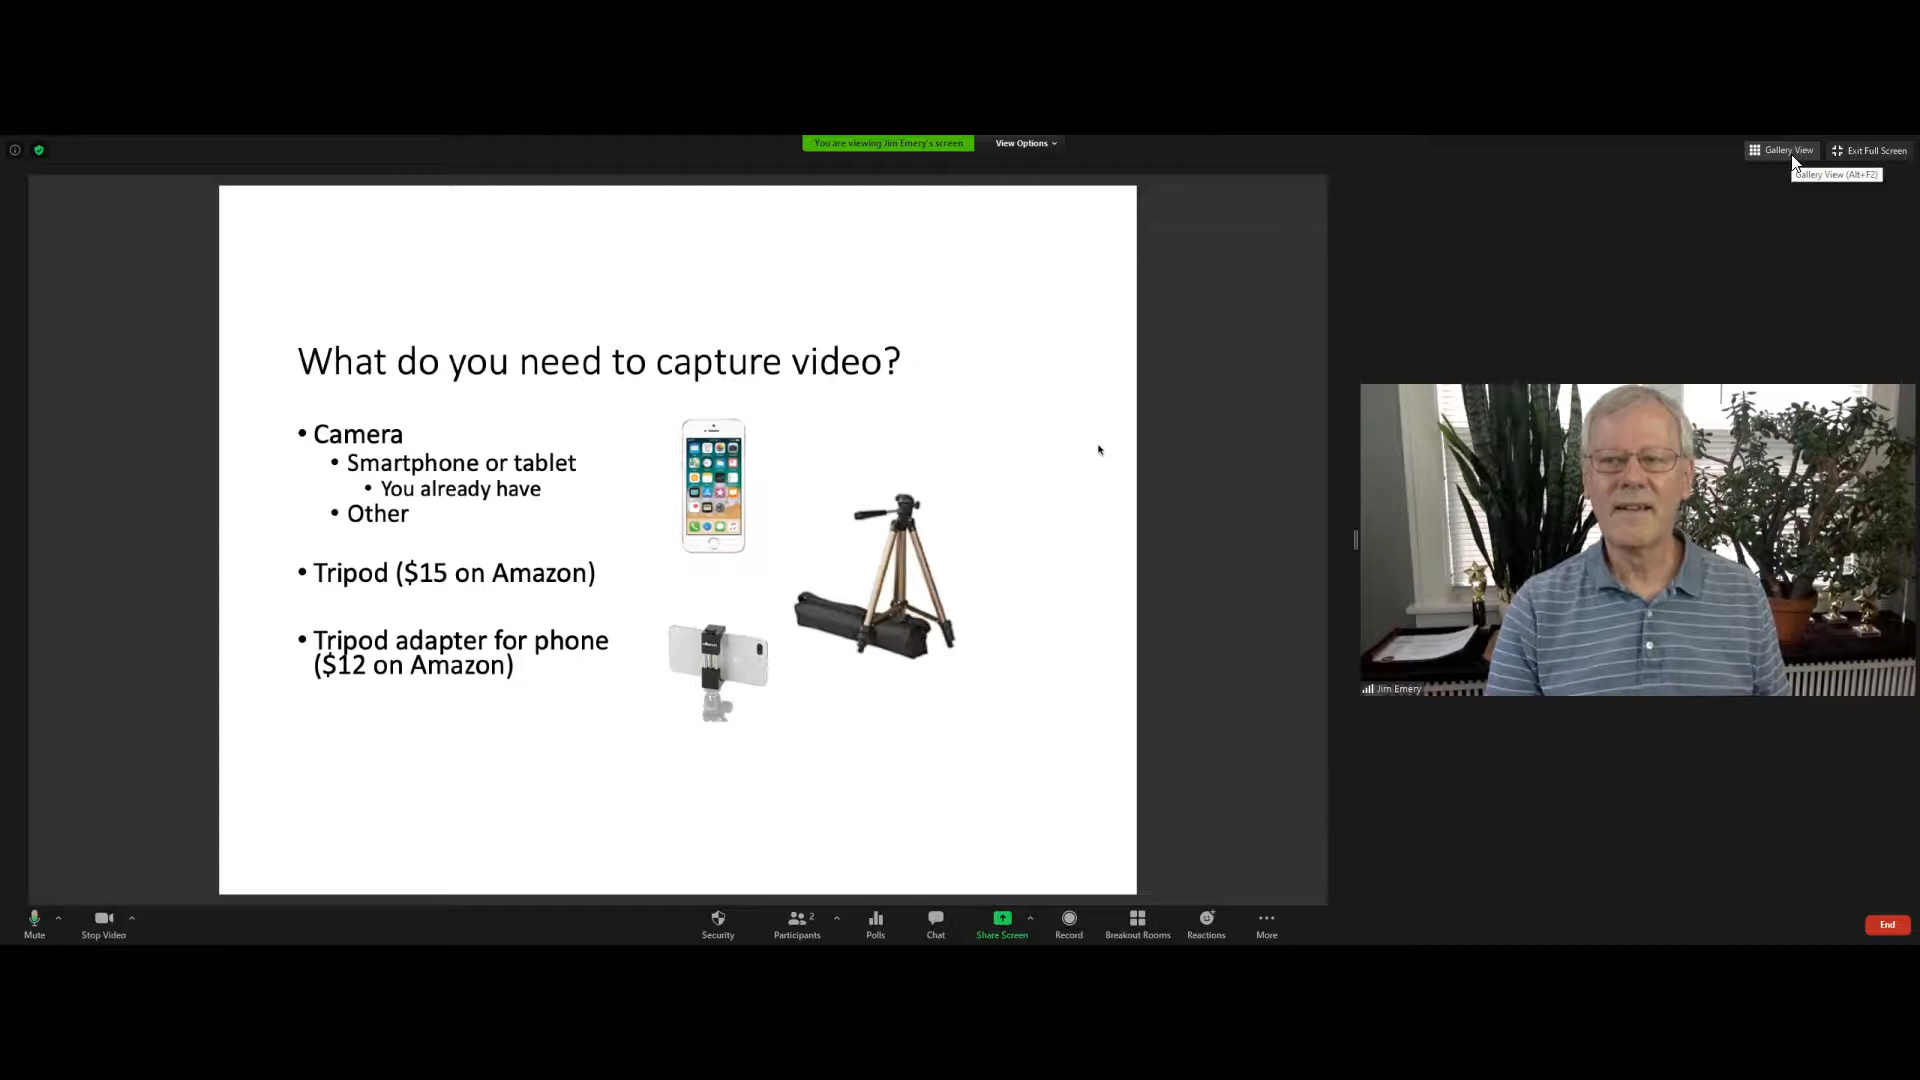 You are viewing Jim Emery's screen
View Options
Gallery View
Exit Full Screen
Gallery View (Alt+F2)
What do you need to capture video?
• Camera
• Smartphone or tablet
• You already have
• Other
• Tripod ($15 on Amazon)
• Tripod adapter for phone
($12 on Amazon)
Jim Emery
Mute
Stop Video
Security
Participants
2
Polls
Chat
Share Screen
Record
Breakout Rooms
Reactions
More
End